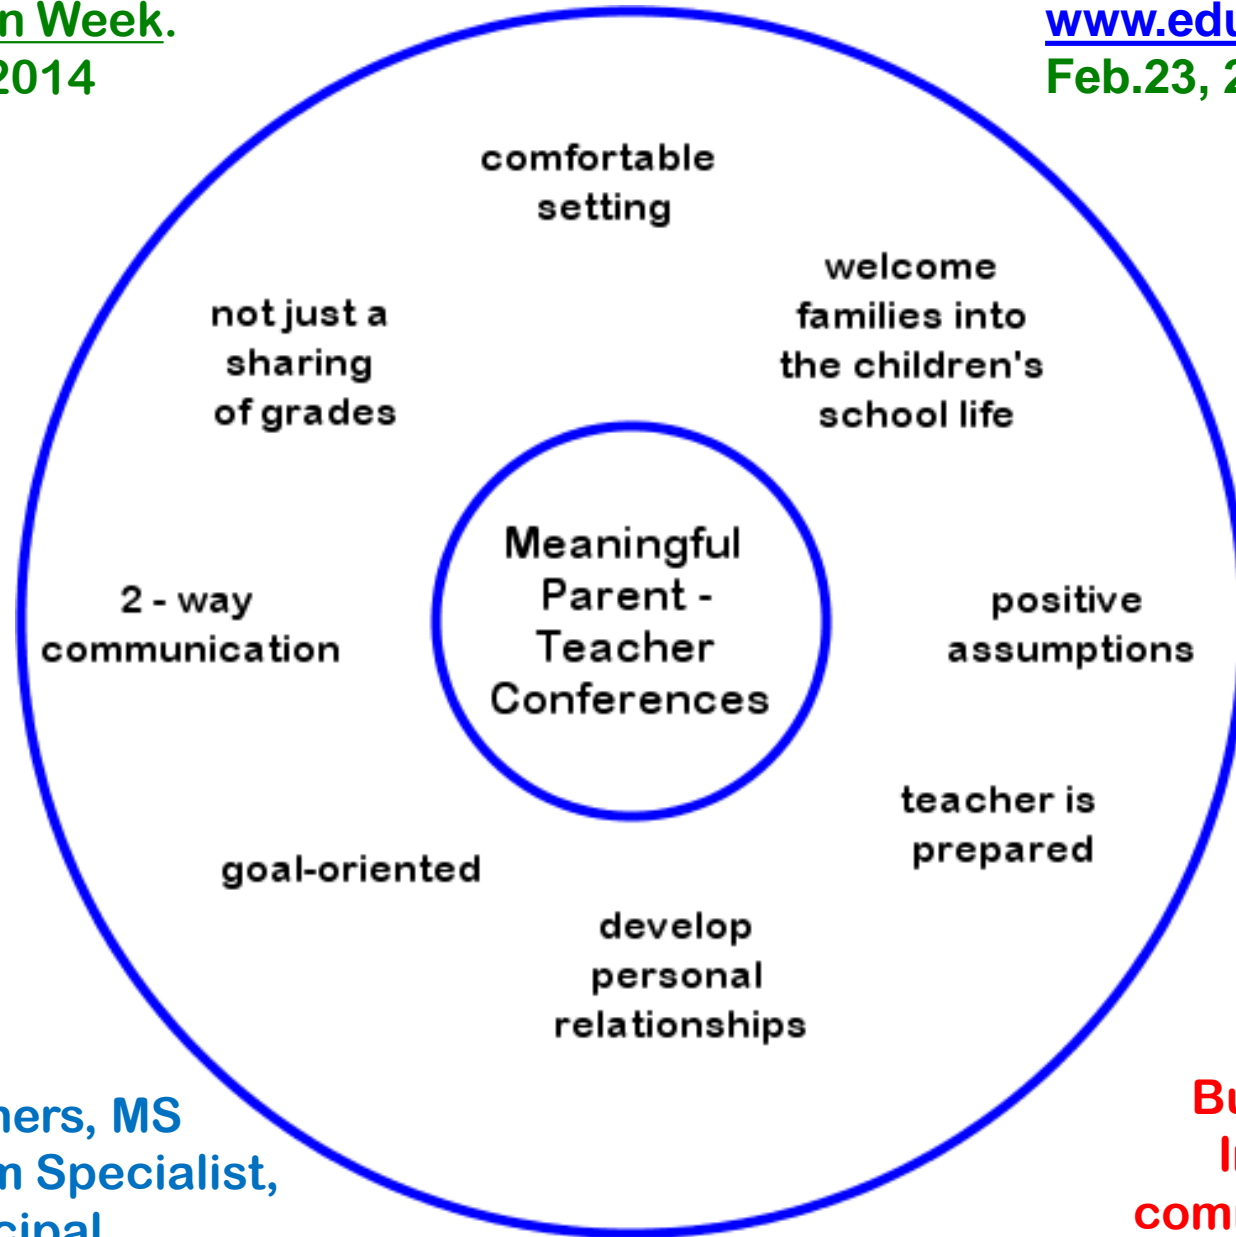 n Week.
2014
www.edu
Feb.23, 2
comfortable
setting
welcome
families into
the children's
school life
not just a
sharing
of grades
Meaningful
Parent -
Teacher
Conferences
2 - way
communication
positive
assumptions
teacher is
prepared
goal-oriented
develop
personal
relationships
ners, MS
m Specialist,
cipal
Bu
I
com